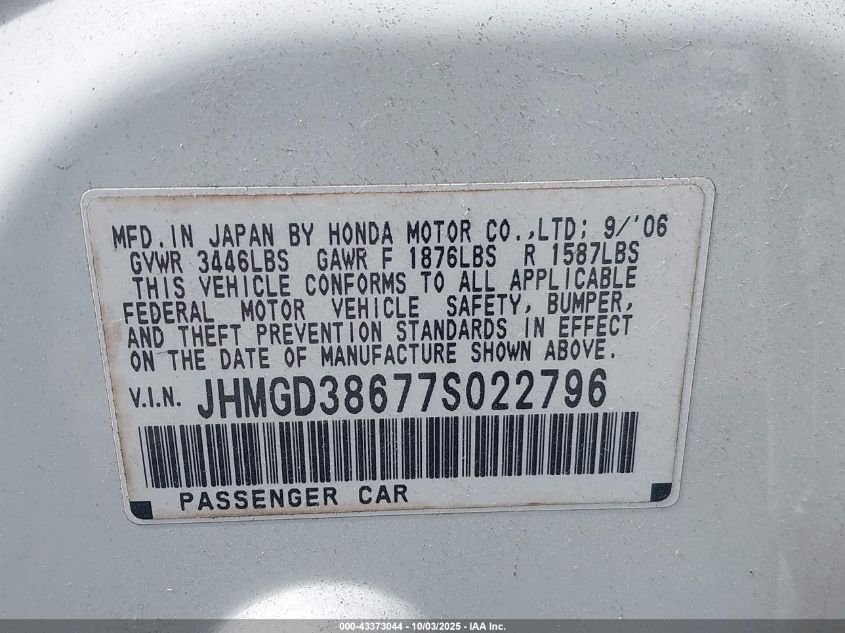 MFD.IN JAPAN BY HONDA MOTOR CO.,LTD; 9/'06
GVWR 3446LBS GAWR F 1876LBS R 1587LBS
THIS VEHICLE CONFORMS TO ALL APPLICABLE
FEDERAL MOTOR VEHICLE SAFETY, BUMPER,
AND THEFT PREVENTION STANDARDS IN EFFECT
ON THE DATE OF MANUFACTURE SHOWN ABOVE.
V.I.N. JHMGD38677S022796
PASSENGER CAR
000-43373044 - 10/03/2025 - IAA Inc.